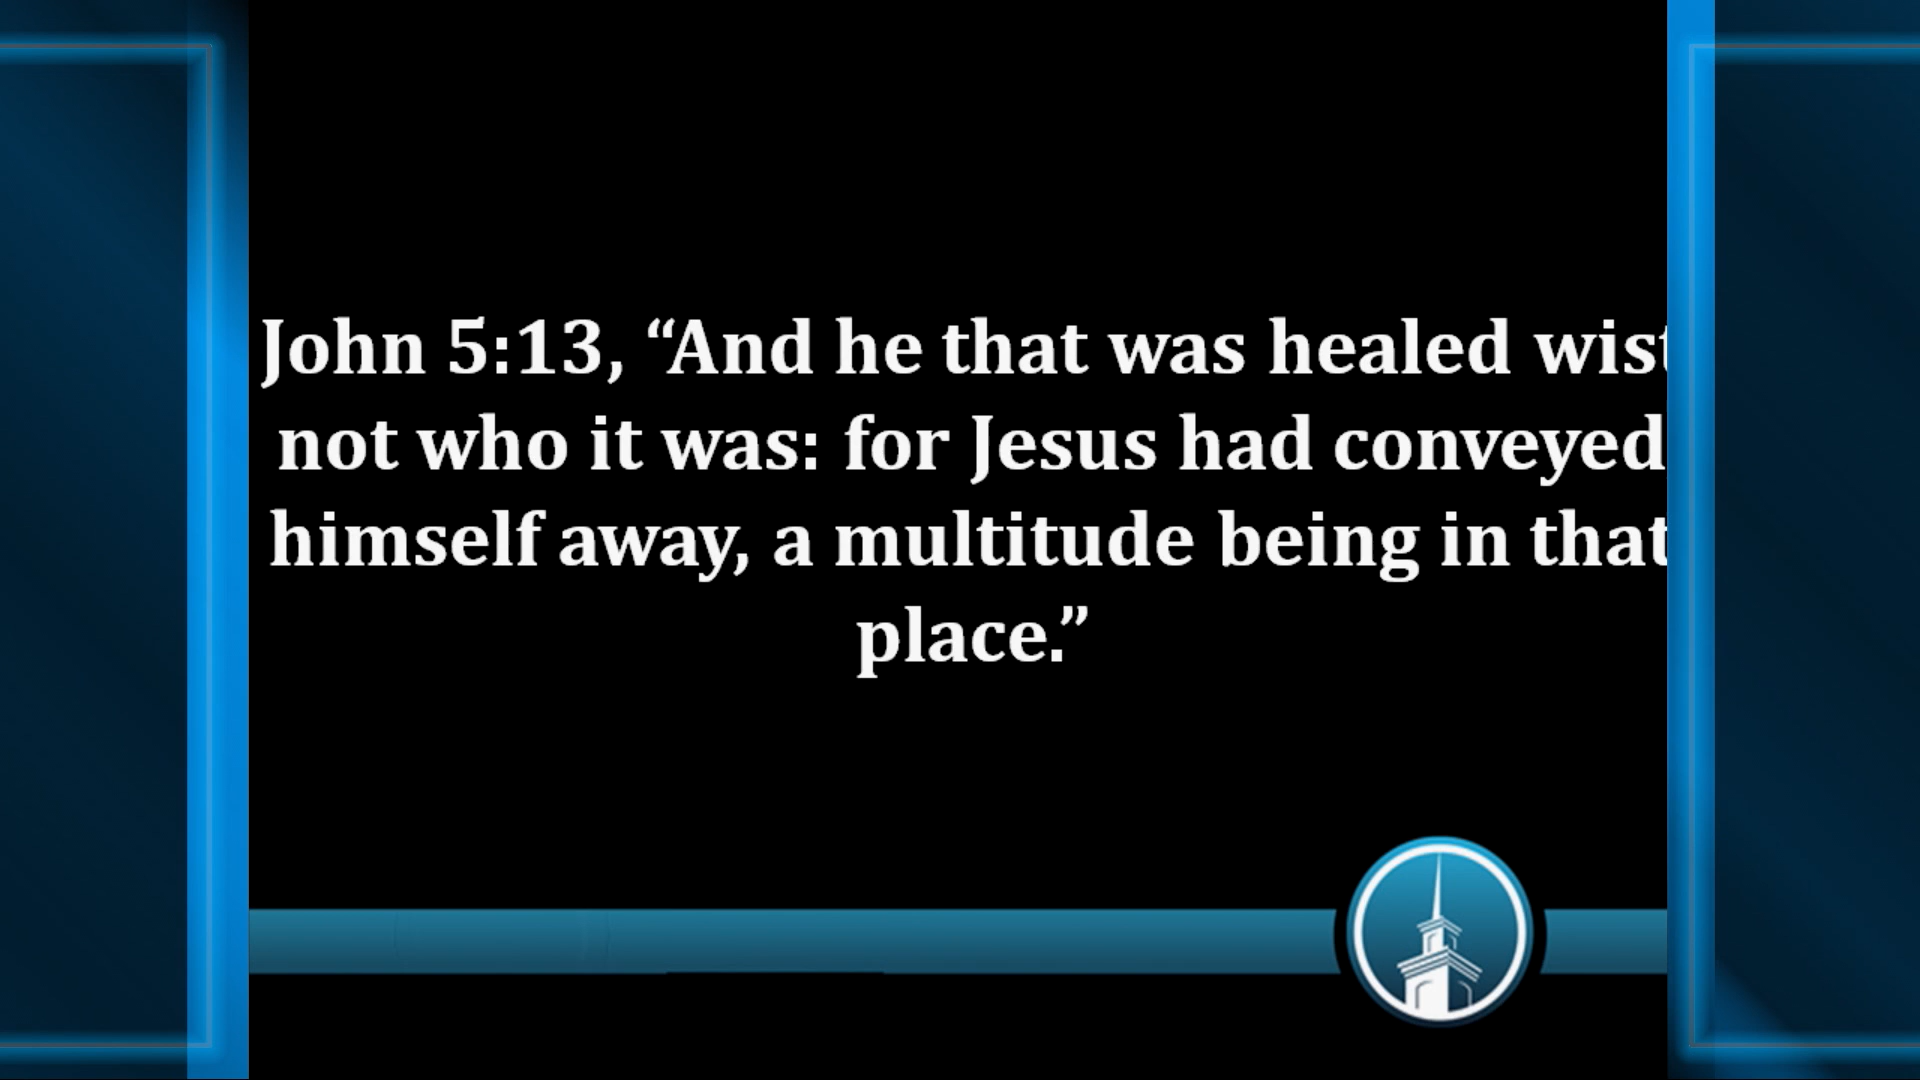 John 5:13, “And he that was healed wist
not who it was: for Jesus had conveyed
himself away, a multitude being in that
place.”